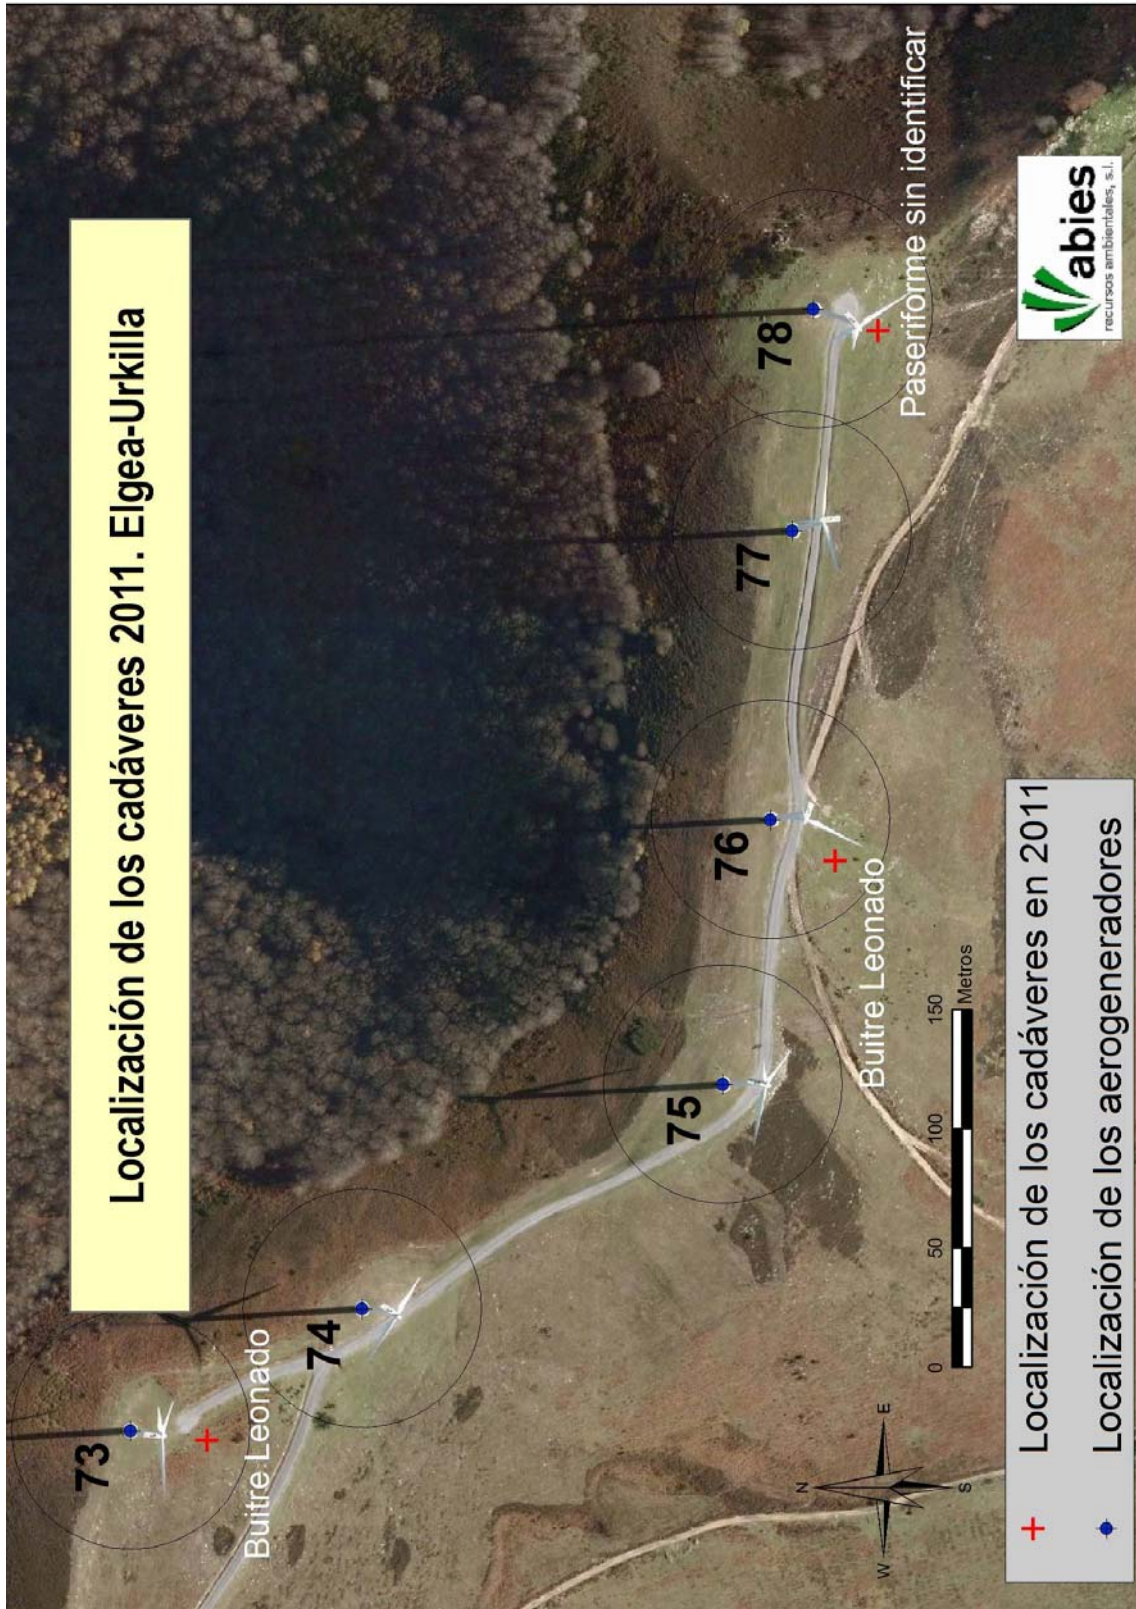 Localización de los cadáveres 2011. Elgea-Urkilla
73
Buitre Leonado
74
75
76
Buitre Leonado
77
78
Paseriforme sin identificar
N
W
E
S
0
50
100
150
Metros
Localización de los cadáveres en 2011
Localización de los aerogeneradores
abies
recursos ambientales, s.l.